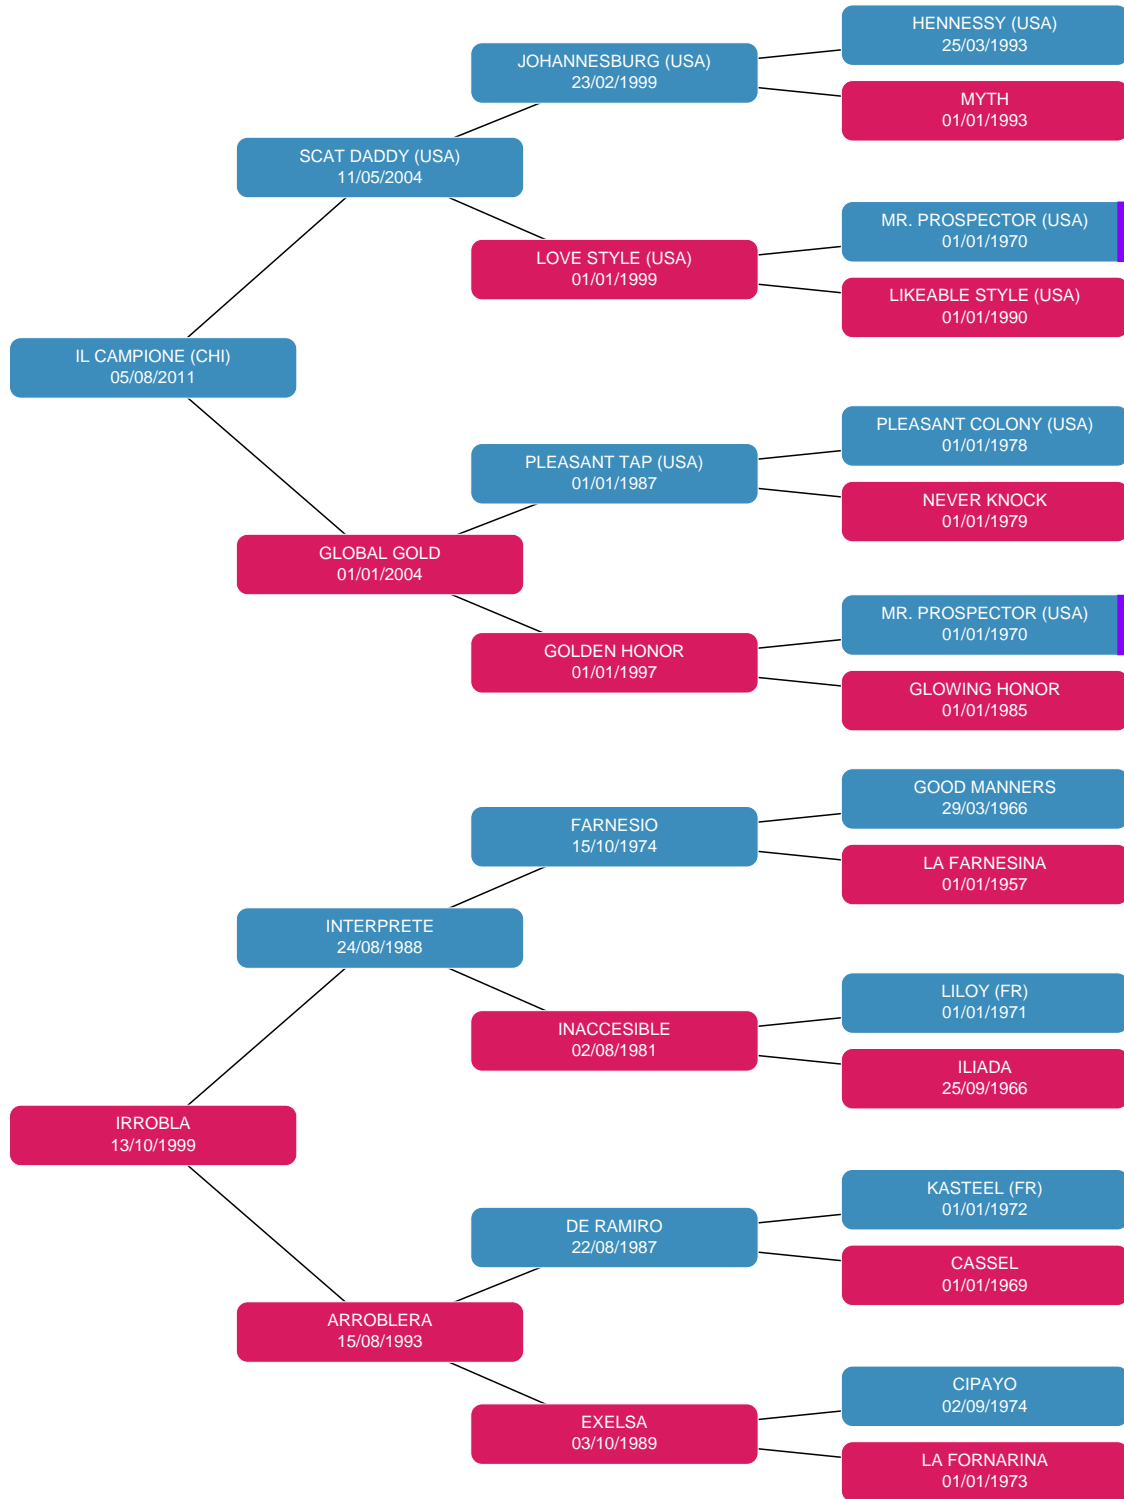 HENNESSY (USA)
25/03/1993
JOHANNESBURG (USA)
23/02/1999
MYTH
01/01/1993
SCAT DADDY (USA)
11/05/2004
MR. PROSPECTOR (USA)
01/01/1970
LOVE STYLE (USA)
01/01/1999
LIKEABLE STYLE (USA)
01/01/1990
IL CAMPIONE (CHI)
05/08/2011
PLEASANT COLONY (USA)
01/01/1978
PLEASANT TAP (USA)
01/01/1987
NEVER KNOCK
01/01/1979
GLOBAL GOLD
01/01/2004
MR. PROSPECTOR (USA)
01/01/1970
GOLDEN HONOR
01/01/1997
GLOWING HONOR
01/01/1985
GOOD MANNERS
29/03/1966
FARNESIO
15/10/1974
LA FARNESINA
01/01/1957
INTERPRETE
24/08/1988
LILOY (FR)
01/01/1971
INACCESIBLE
02/08/1981
ILIADA
25/09/1966
IRROBLA
13/10/1999
KASTEEL (FR)
01/01/1972
DE RAMIRO
22/08/1987
CASSEL
01/01/1969
ARROBLERA
15/08/1993
CIPAYO
02/09/1974
EXELSA
03/10/1989
LA FORNARINA
01/01/1973